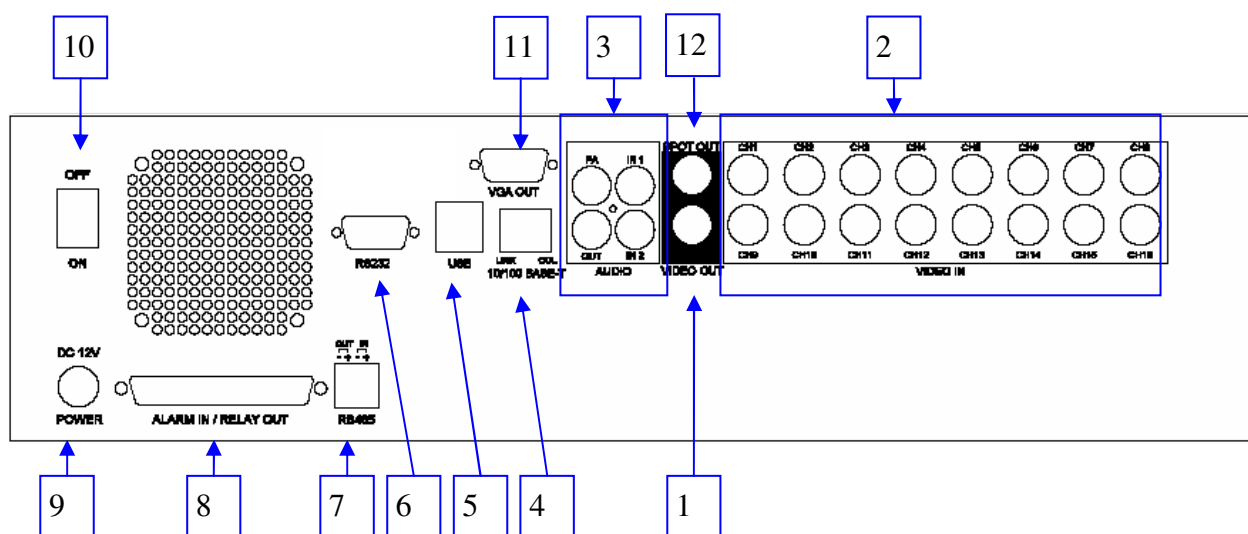 10
11
3
12
2
OFF
ON
VGA OUT
RS232
USB
LINK COL
10/100 BASE-T
PA IN 1
OUT IN 2
AUDIO
SPOT OUT
VIDEO OUT
CH1 CH2 CH3 CH4 CH5 CH6 CH7 CH8
CH9 CH10 CH11 CH12 CH13 CH14 CH15 CH16
VIDEO IN
DC 12V
POWER
ALARM IN / RELAY OUT
OUT IN
- + - +
RS485
9
8
7
6
5
4
1